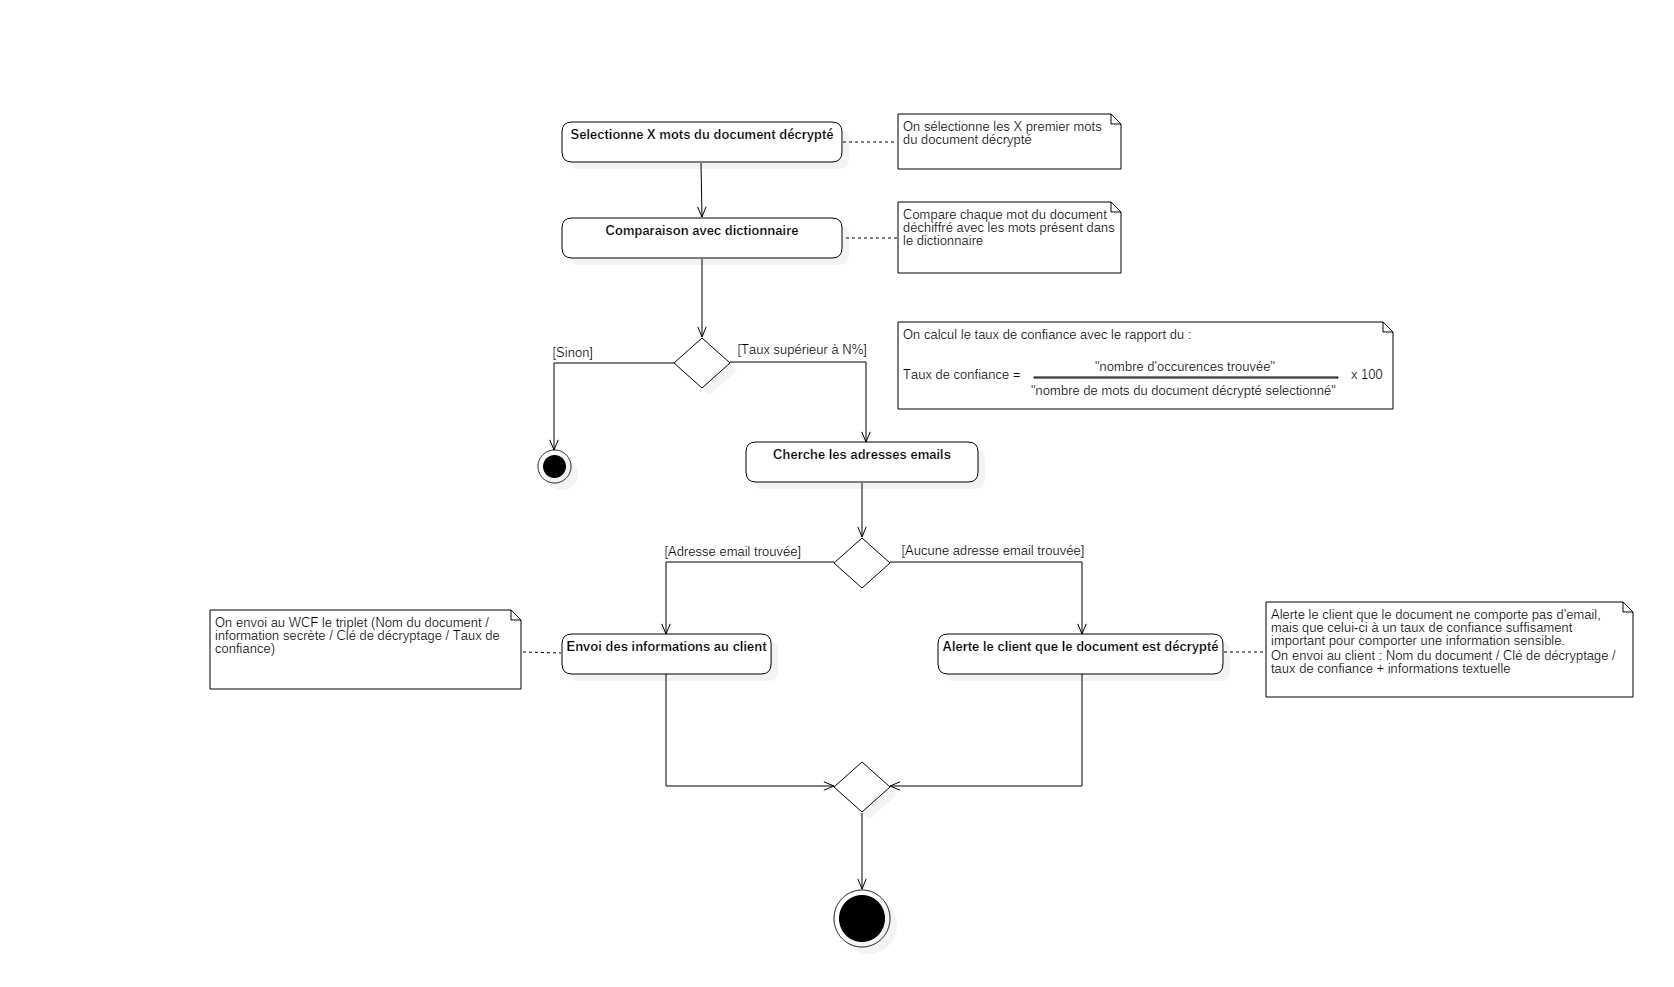 Selectionne X mots du document décrypté
On sélectionne les X premier mots
du document décrypté
Comparaison avec dictionnaire
Compare chaque mot du document
déchiffré avec les mots présent dans
le dictionnaire
[Sinon]
[Taux supérieur à N%]
On calcul le taux de confiance avec le rapport du :
"nombre d'occurences trouvée"
Taux de confiance =
x 100
"nombre de mots du document décrypté selectionné"
Cherche les adresses emails
[Adresse email trouvée]
[Aucune adresse email trouvée]
On envoi au WCF le triplet (Nom du document /
information secrète / Clé de décryptage / Taux de
confiance)
Envoi des informations au client
Alerte le client que le document est décrypté
Alerte le client que le document ne comporte pas d'email,
mais que celui-ci à un taux de confiance suffisament
important pour comporter une information sensible.
On envoi au client : Nom du document / Clé de décryptage /
taux de confiance + informations textuelle